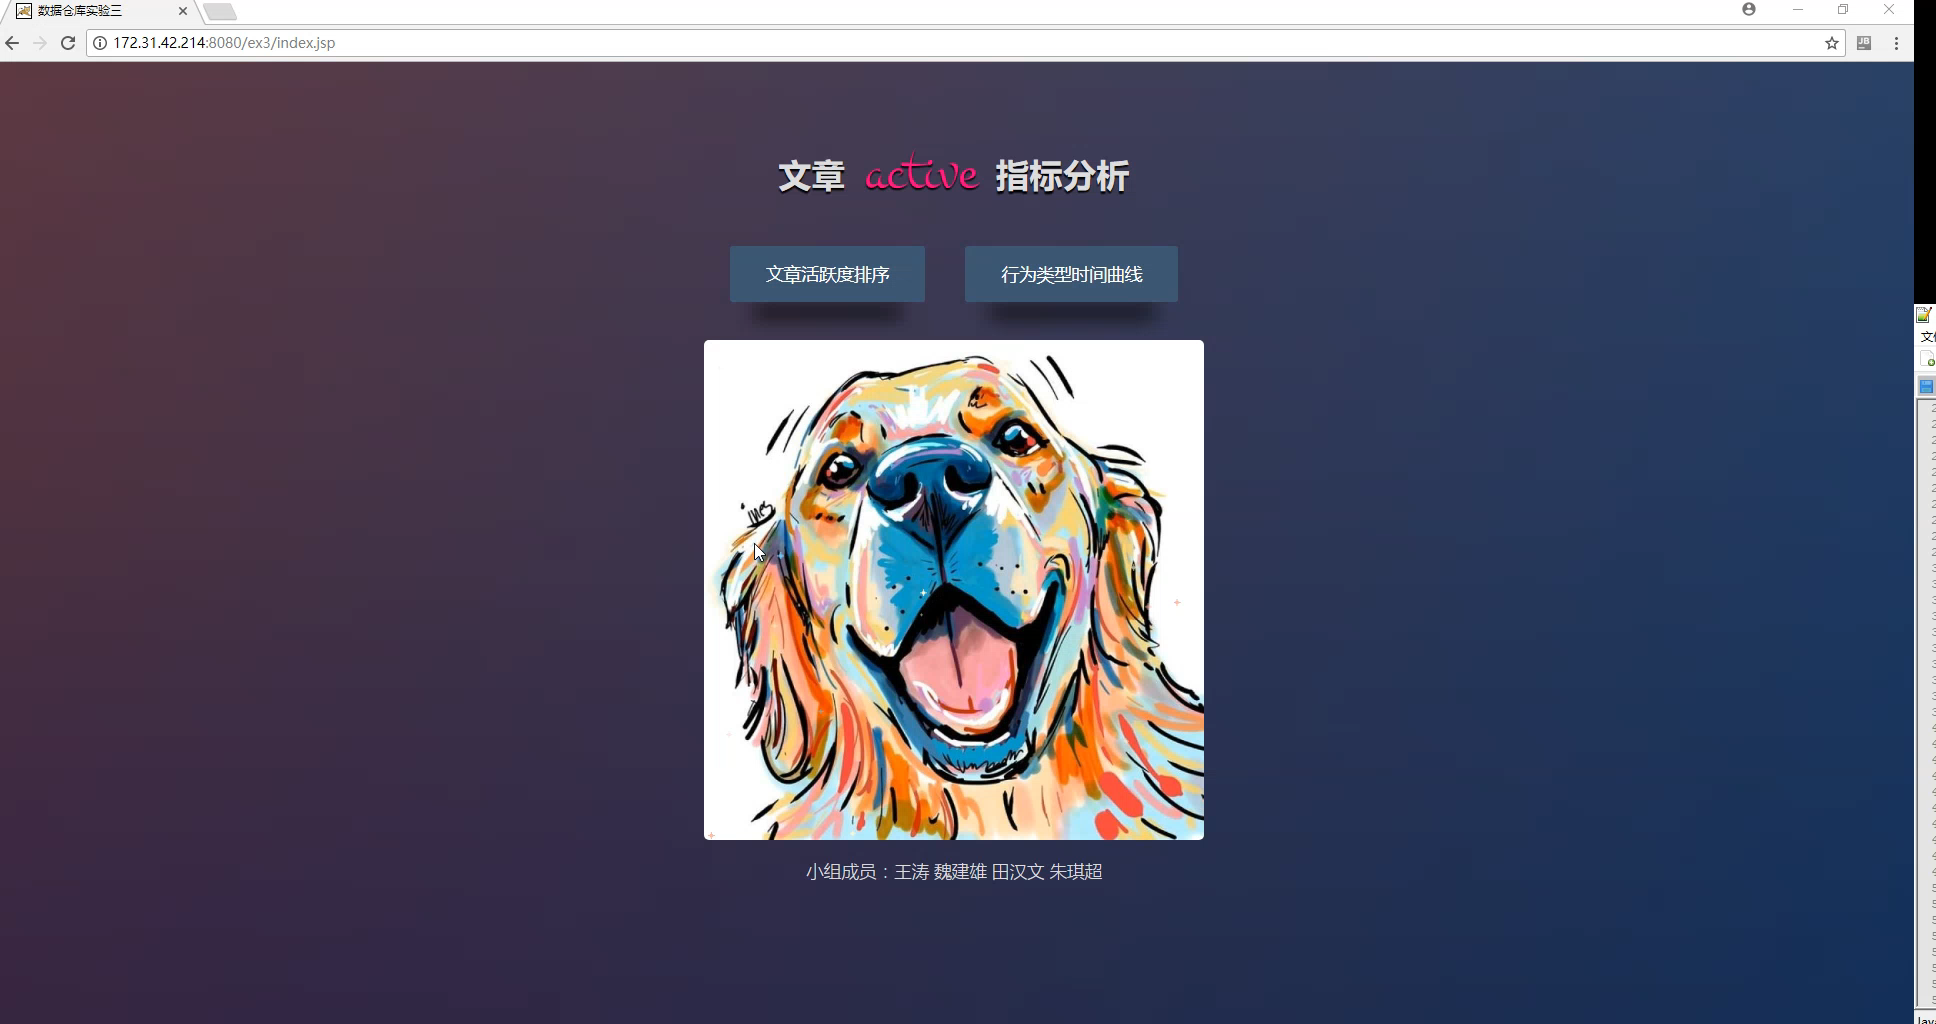 数据仓库实验三
172.31.42.214:8080/ex3/index.jsp
文章 active 指标分析
文章活跃度排序
行为类型时间曲线
ines
小组成员：王涛 魏建雄 田汉文 朱琪超